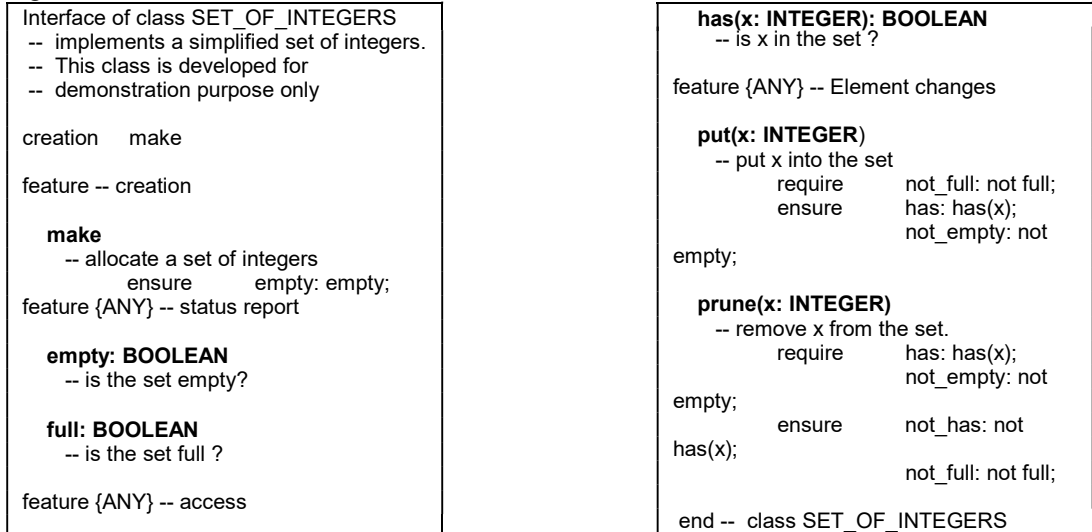 Interface of class SET_OF_INTEGERS
-- implements a simplified set of integers.
-- This class is developed for
-- demonstration purpose only
creation make
feature -- creation
make
-- allocate a set of integers
ensure empty: empty;
feature {ANY} -- status report
empty: BOOLEAN
-- is the set empty?
full: BOOLEAN
-- is the set full ?
feature {ANY} -- access
has(x: INTEGER): BOOLEAN
-- is x in the set ?
feature {ANY} -- Element changes
put(x: INTEGER)
-- put x into the set
require not_full: not full;
ensure has: has(x);
not_empty: not
empty;
prune(x: INTEGER)
-- remove x from the set.
require has: has(x);
not_empty: not
empty;
ensure not_has: not
has(x);
not_full: not full;
end -- class SET_OF_INTEGERS